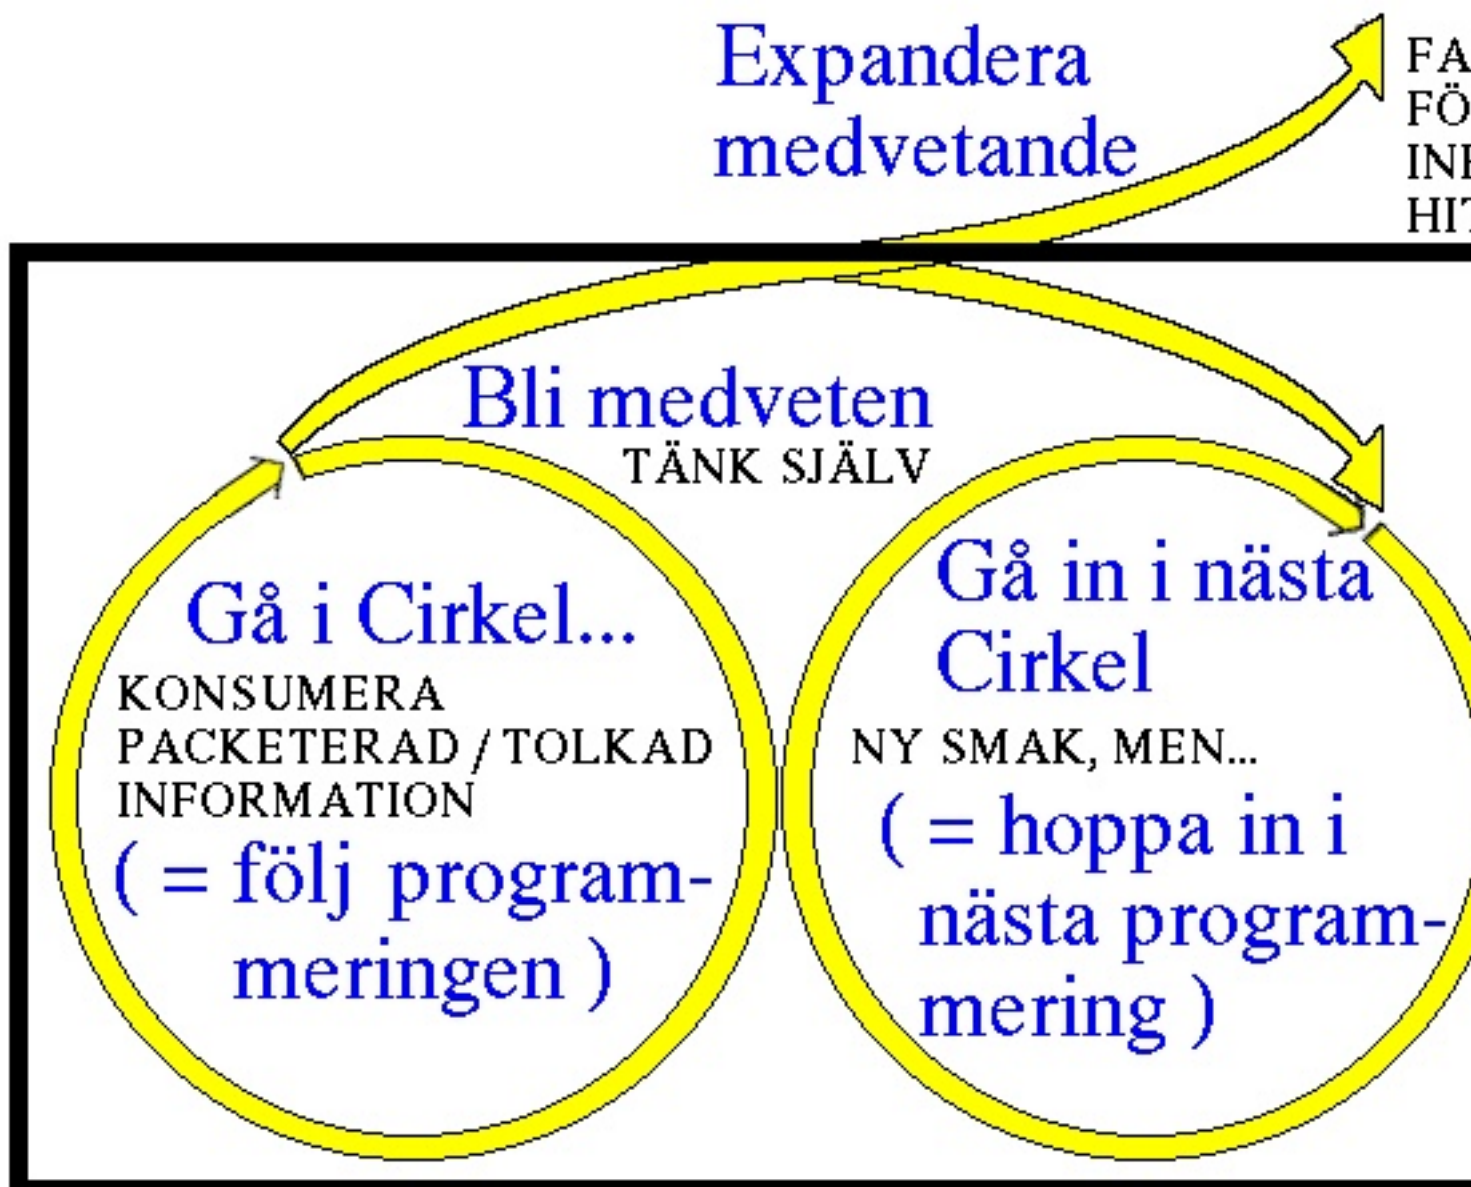 Expandera
medvetande
Bli medveten
TÄNK SJÄLV
Gå i Cirkel...
KONSUMERA
PACKETERAD / TOLKAD
INFORMATION
( = följ program-
meringen )
Gå in i nästa
Cirkel
NY SMAK, MEN...
( = hoppa in i
nästa program-
mering )